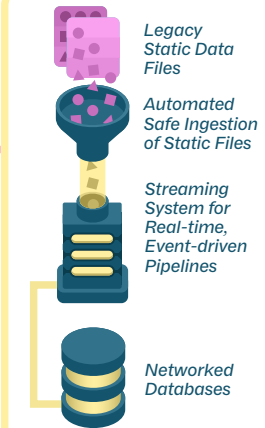 Legacy
Static Data
Files
Automated
Safe Ingestion
of Static Files
Streaming
System for
Real-time,
Event-driven
Pipelines
Networked
Databases